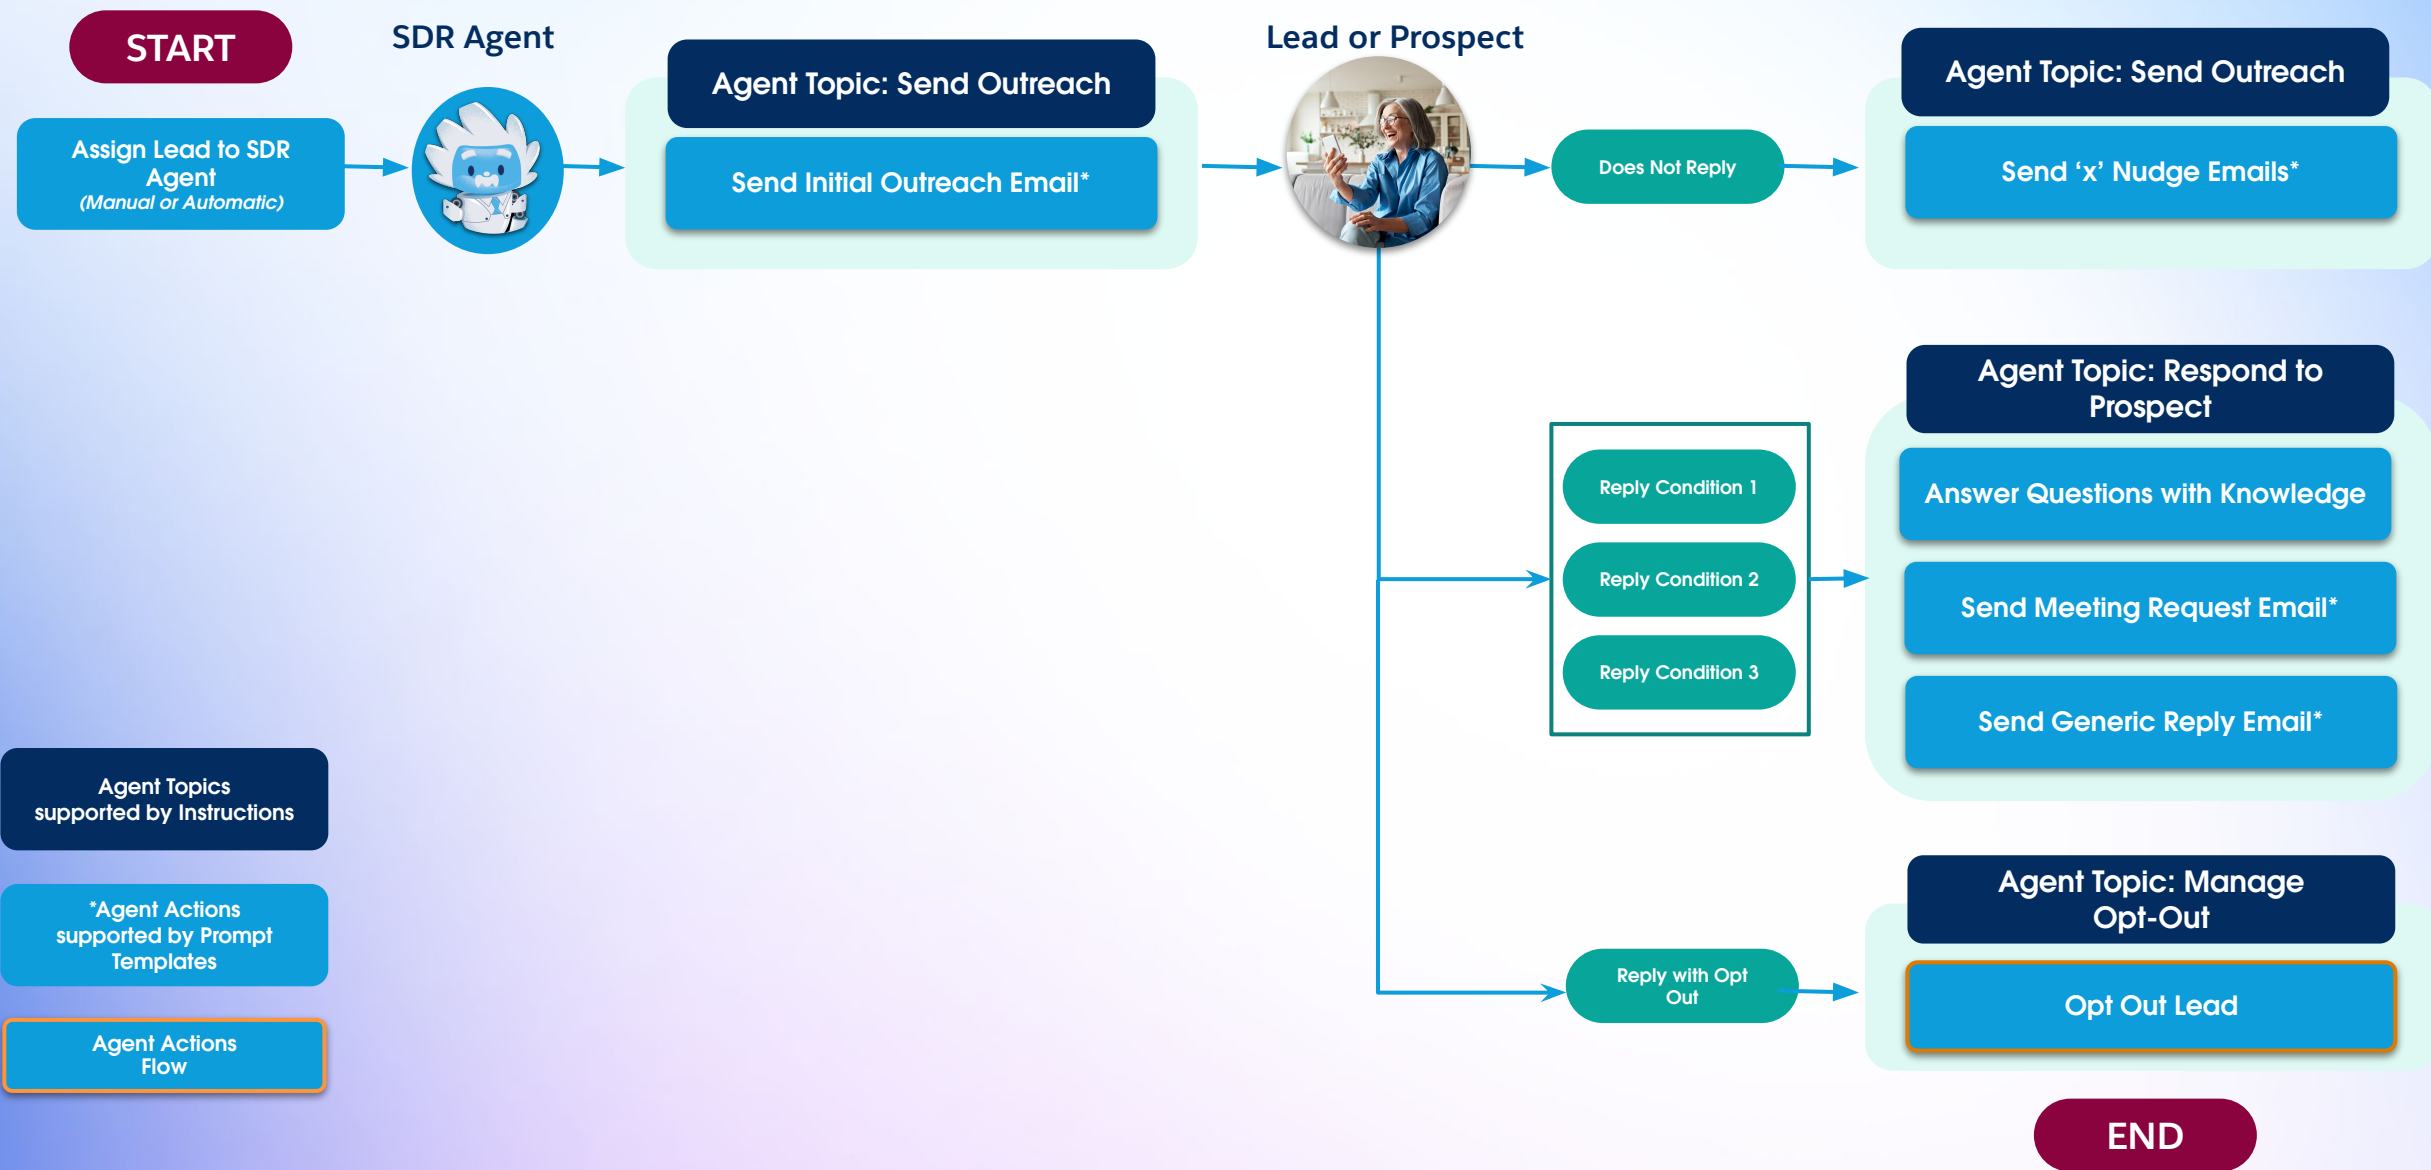 START
SDR Agent
Lead or Prospect
Assign Lead to SDR
Agent
(Manual or Automatic)
Agent Topic: Send Outreach
Send Initial Outreach Email*
Does Not Reply
Agent Topic: Send Outreach
Send ‘x’ Nudge Emails*
Reply Condition 1
Reply Condition 2
Reply Condition 3
Agent Topic: Respond to
Prospect
Answer Questions with Knowledge
Send Meeting Request Email*
Send Generic Reply Email*
Reply with Opt
Out
Agent Topic: Manage
Opt-Out
Opt Out Lead
END
Agent Topics
supported by Instructions
*Agent Actions
supported by Prompt
Templates
Agent Actions
Flow